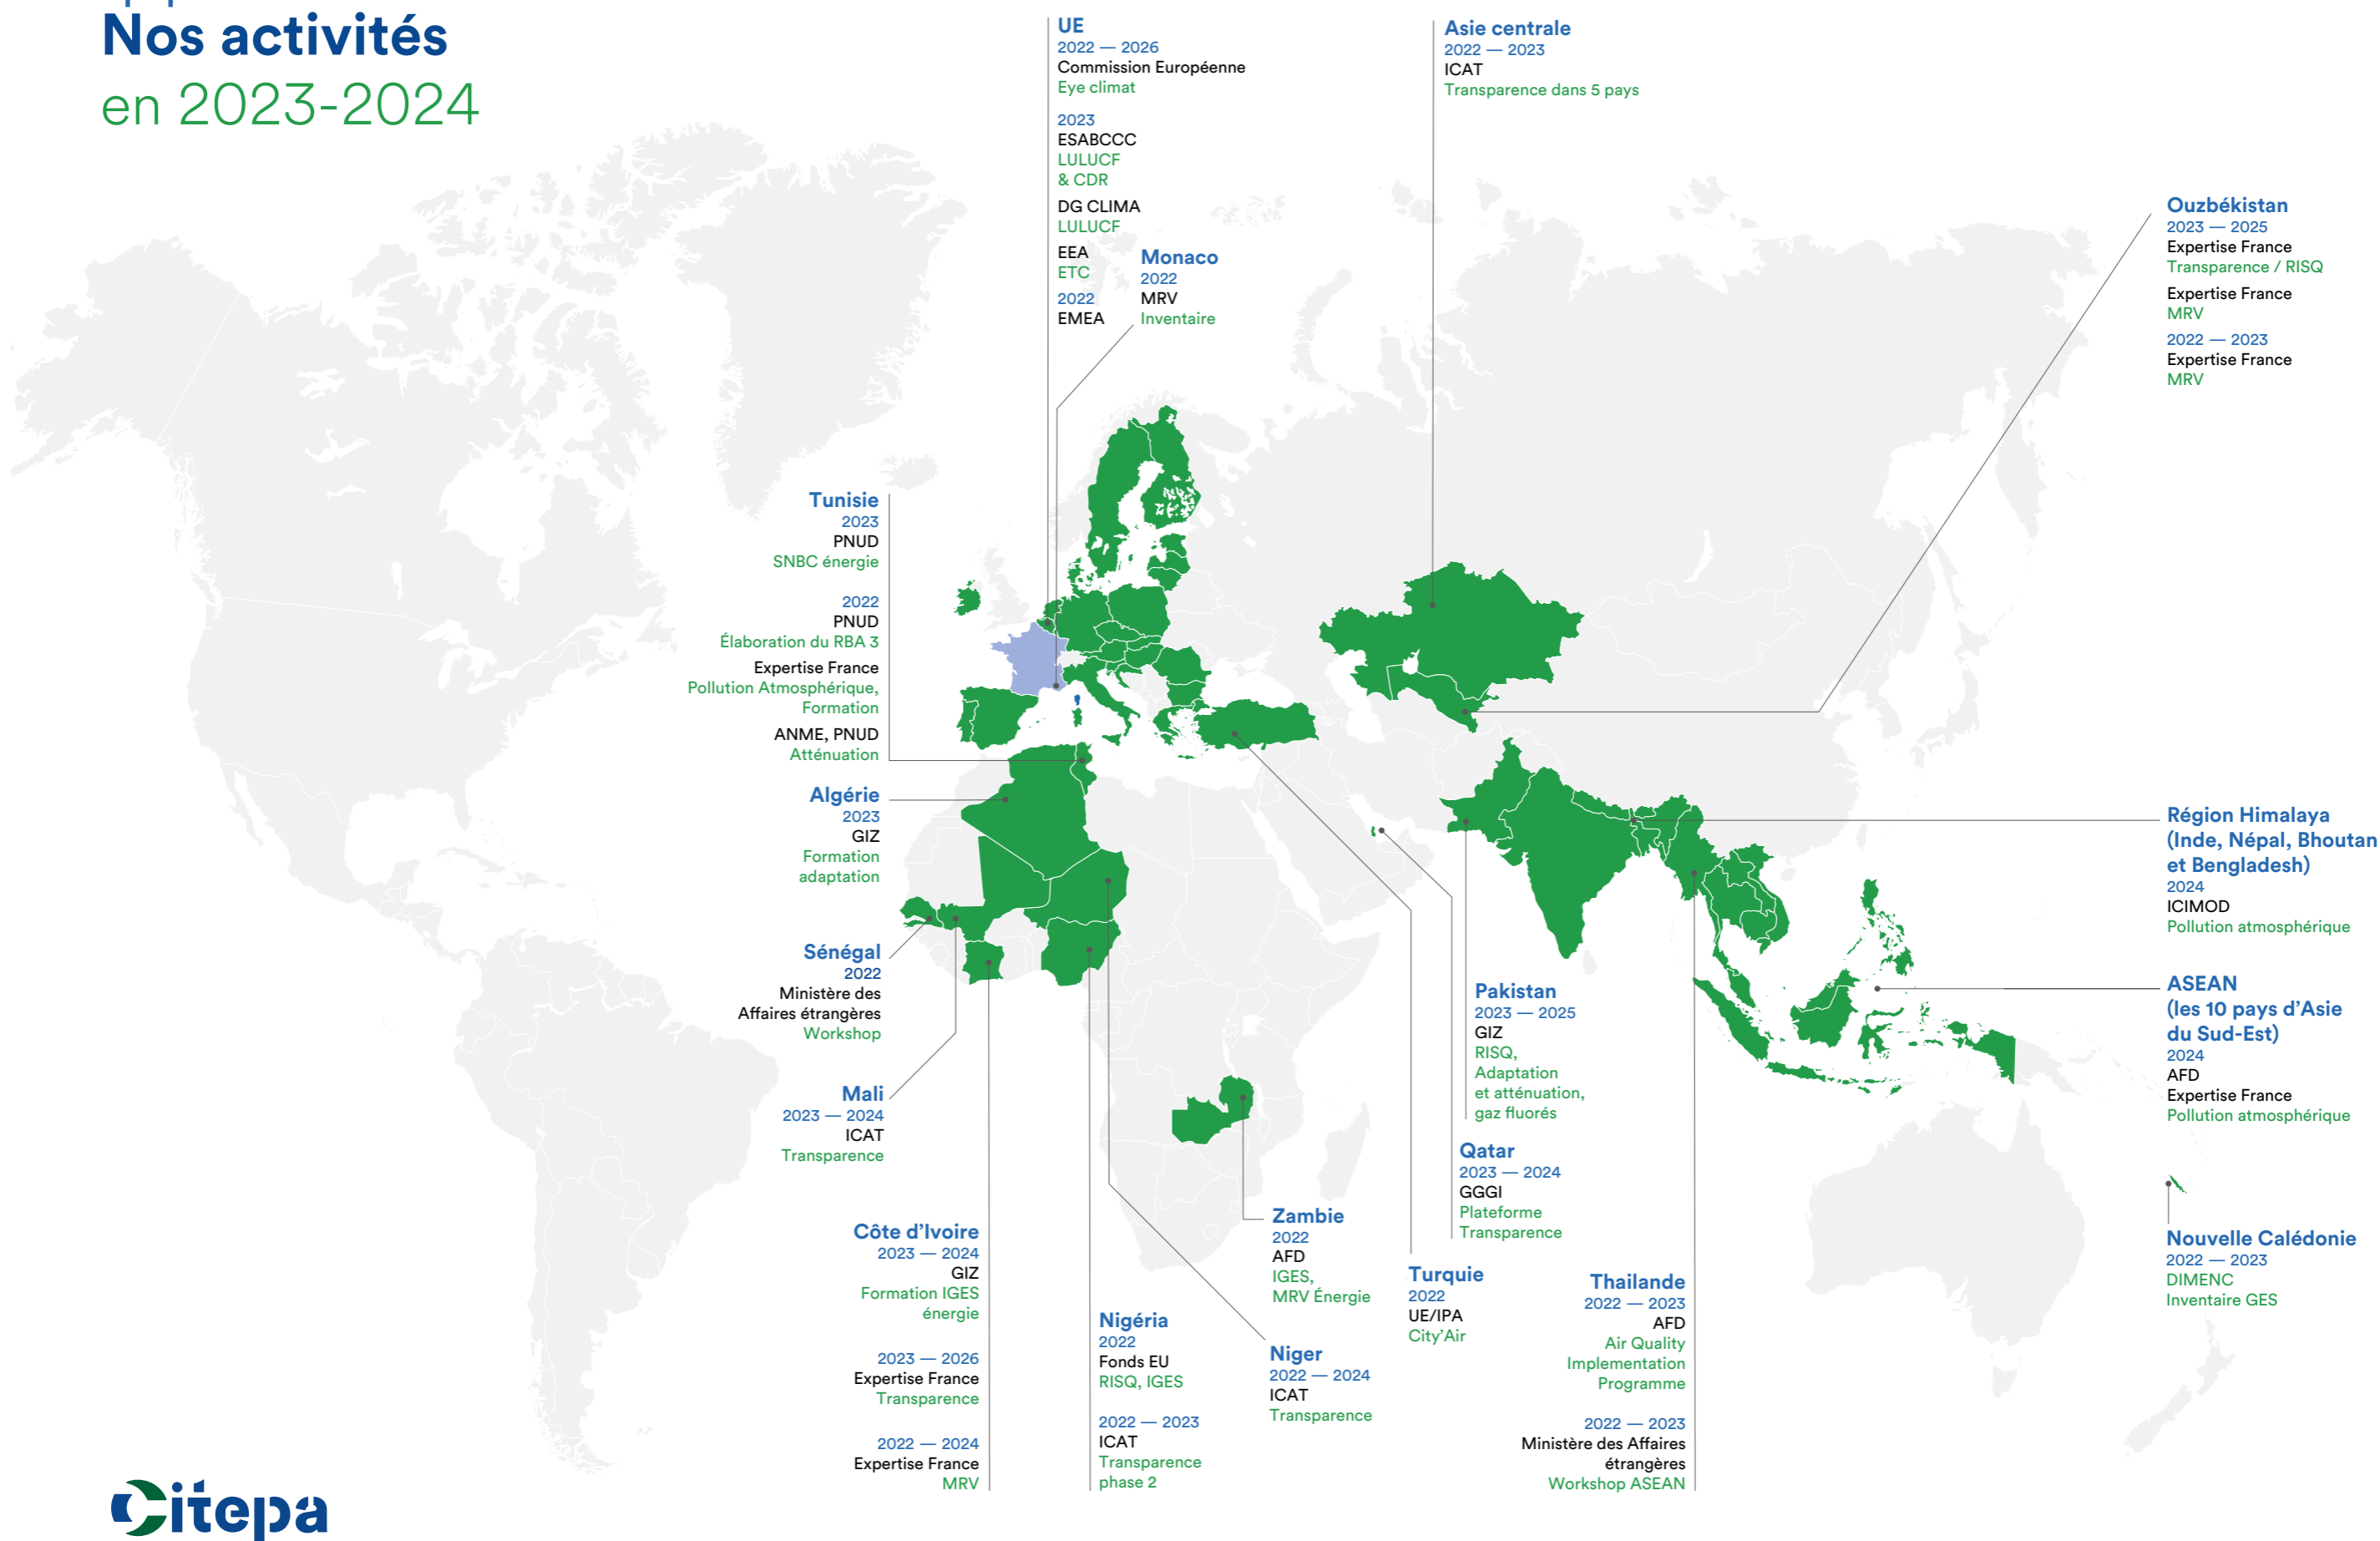 Nos activités
en 2023-2024
UE
2022 — 2026
Commission Européenne
Eye climat
2023
ESABCCC
LULUCF
& CDR
DG CLIMA
LULUCF
EEA
ETC
2022
EMEA
Monaco
2022
MRV
Inventaire
Asie centrale
2022 — 2023
ICAT
Transparence dans 5 pays
Ouzbékistan
2023 — 2025
Expertise France
Transparence / RISQ
Expertise France
MRV
2022 — 2023
Expertise France
MRV
Tunisie
2023
PNUD
SNBC énergie
2022
PNUD
Élaboration du RBA 3
Expertise France
Pollution Atmosphérique,
Formation
ANME, PNUD
Atténuation
Algérie
2023
GIZ
Formation
adaptation
Sénégal
2022
Ministère des
Affaires étrangères
Workshop
Mali
2023 — 2024
ICAT
Transparence
Côte d’Ivoire
2023 — 2024
GIZ
Formation IGES
énergie
2023 — 2026
Expertise France
Transparence
2022 — 2024
Expertise France
MRV
Nigéria
2022
Fonds EU
RISQ, IGES
2022 — 2023
ICAT
Transparence
phase 2
Zambie
2022
AFD
IGES,
MRV Énergie
Niger
2022 — 2024
ICAT
Transparence
Turquie
2022
UE/IPA
City’Air
Pakistan
2023 — 2025
GIZ
RISQ,
Adaptation
et atténuation,
gaz fluorés
Qatar
2023 — 2024
GGGI
Plateforme
Transparence
Thailande
2022 — 2023
AFD
Air Quality
Implementation
Programme
2022 — 2023
Ministère des Affaires
étrangères
Workshop ASEAN
Région Himalaya
(Inde, Népal, Bhoutan
et Bengladesh)
2024
ICIMOD
Pollution atmosphérique
ASEAN
(les 10 pays d’Asie
du Sud-Est)
2024
AFD
Expertise France
Pollution atmosphérique
Nouvelle Calédonie
2022 — 2023
DIMENC
Inventaire GES
Citepa